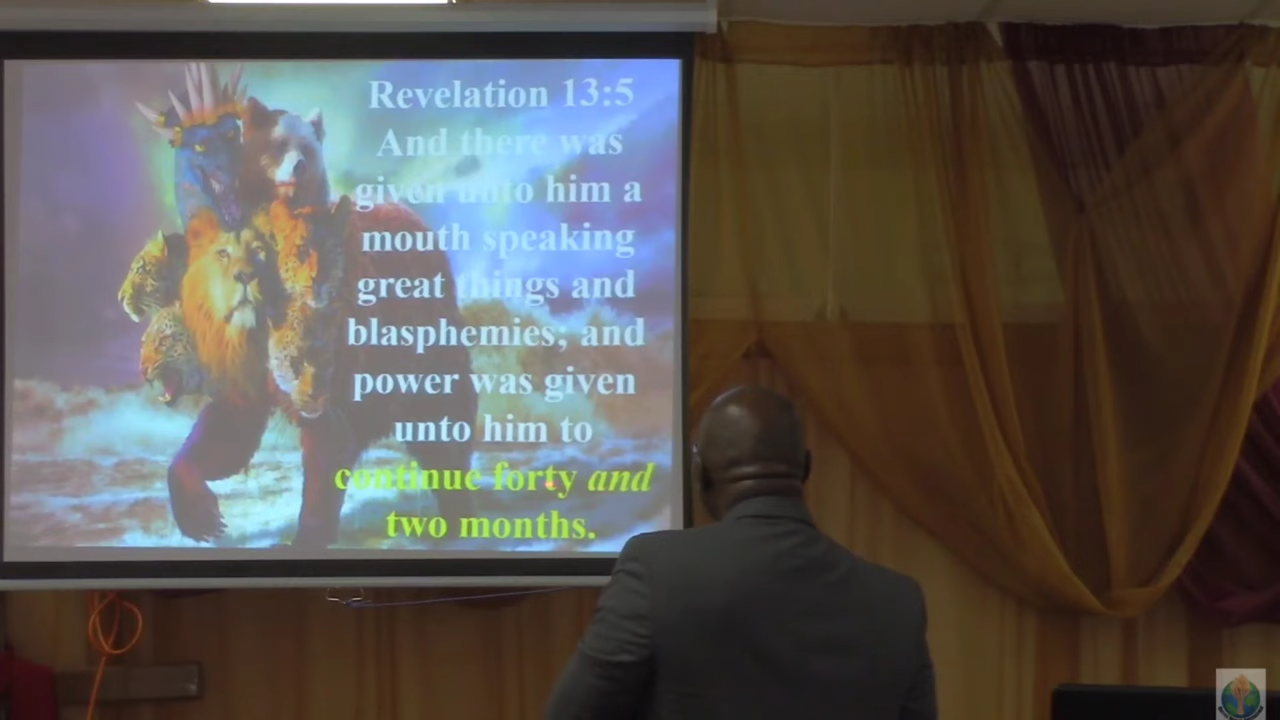 Revelation 13:5
And there was
given unto him a
mouth speaking
great things and
blasphemies; and
power was given
unto him to
continue forty and
two months.